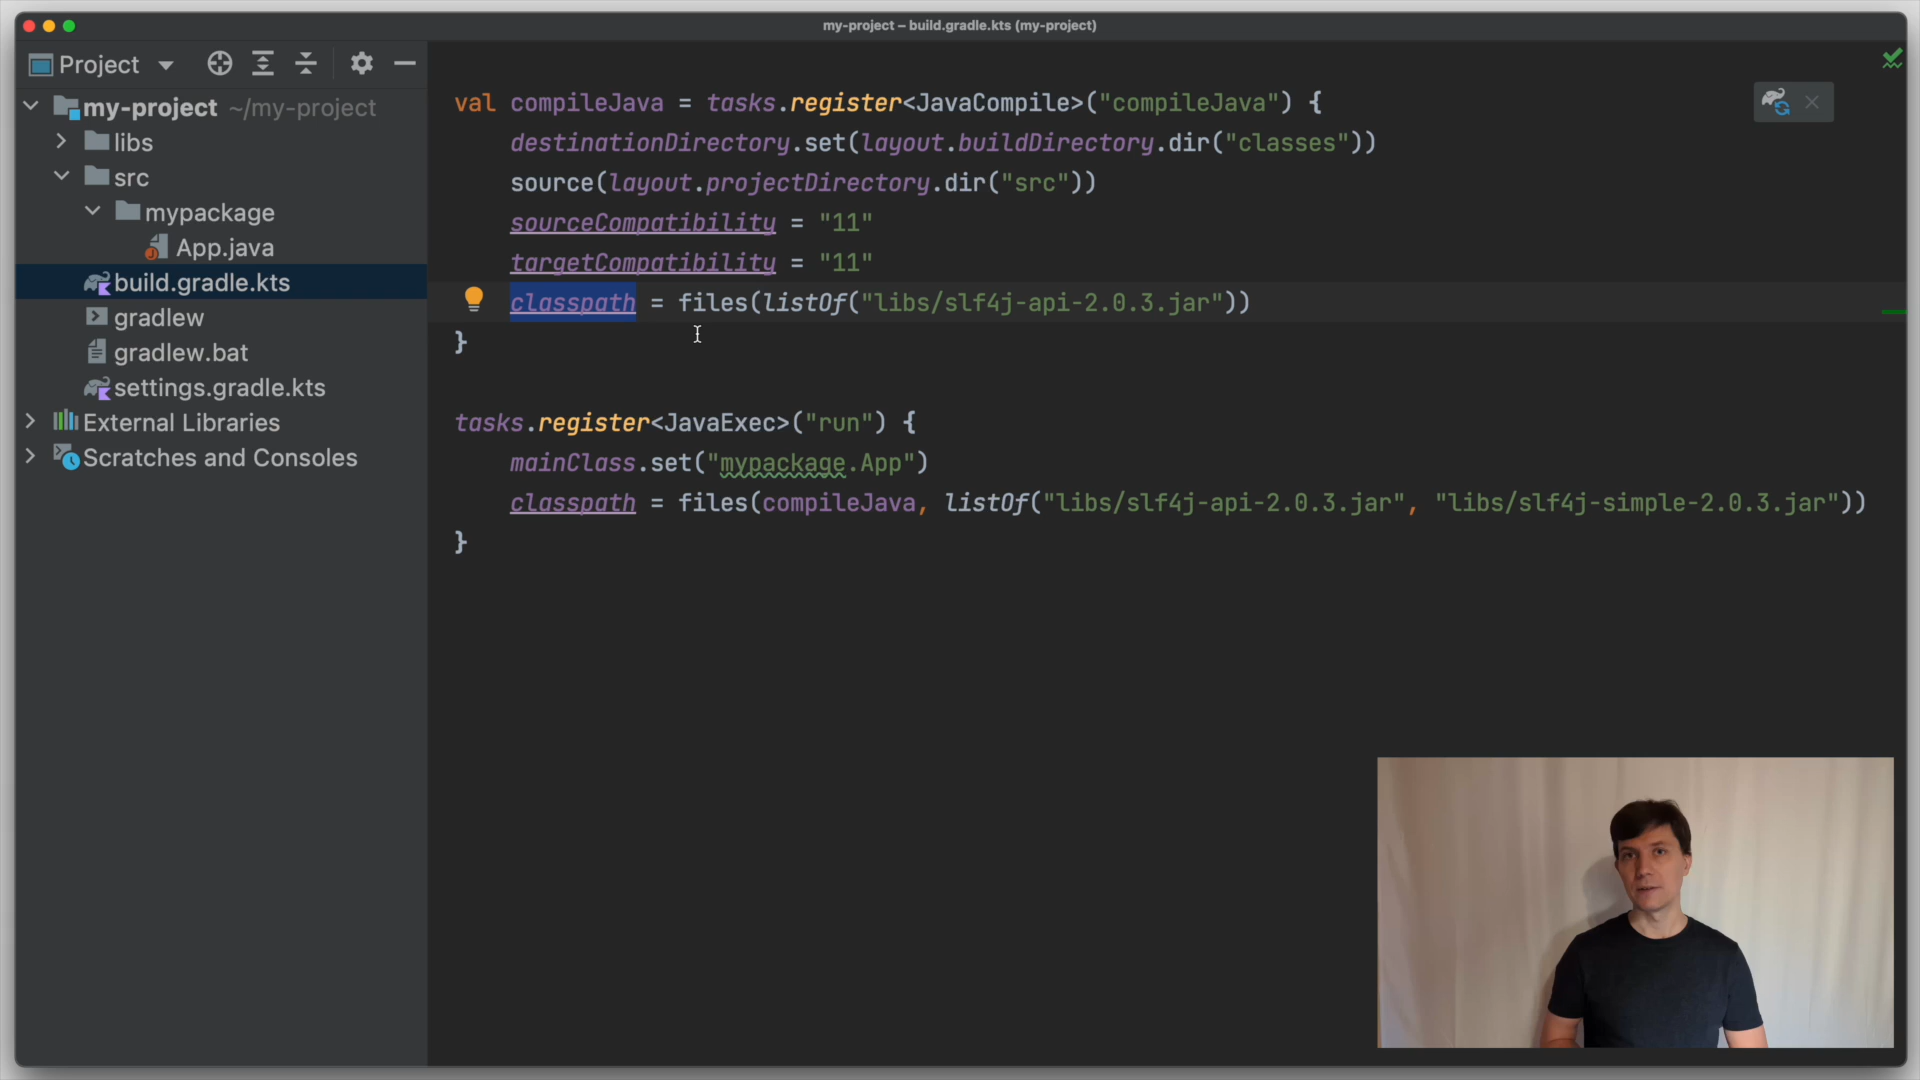 my-project – build.gradle.kts (my-project)
Project
my-project ~/my-project
libs
src
mypackage
App.java
build.gradle.kts
gradlew
gradlew.bat
settings.gradle.kts
External Libraries
Scratches and Consoles
val compileJava = tasks.register<JavaCompile>("compileJava") {
destinationDirectory.set(layout.buildDirectory.dir("classes"))
source(layout.projectDirectory.dir("src"))
sourceCompatibility = "11"
targetCompatibility = "11"
classpath = files(listOf("libs/slf4j-api-2.0.3.jar"))
}
tasks.register<JavaExec>("run") {
mainClass.set("mypackage.App")
classpath = files(compileJava, listOf("libs/slf4j-api-2.0.3.jar", "libs/slf4j-simple-2.0.3.jar"))
}